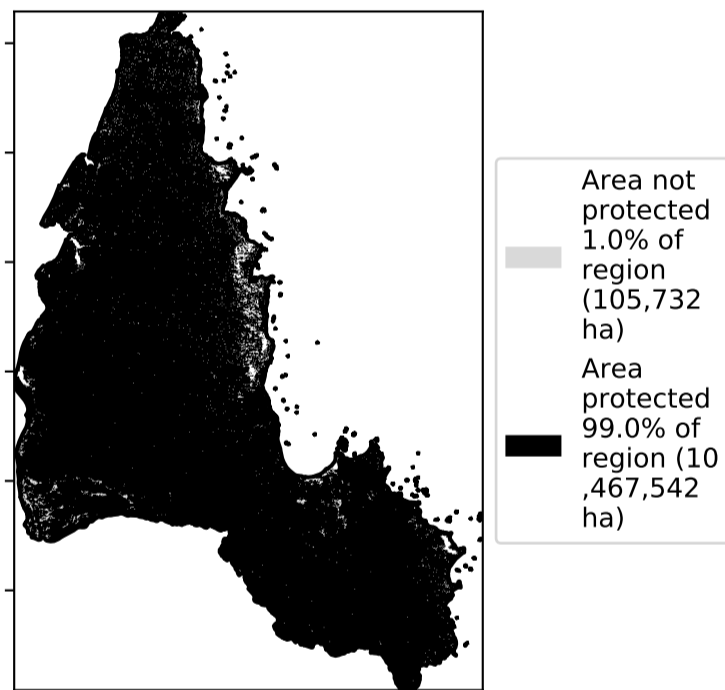 Area not
protected
1.0% of
region
(105,732
ha)
Area
protected
99.0% of
region (10
,467,542
ha)